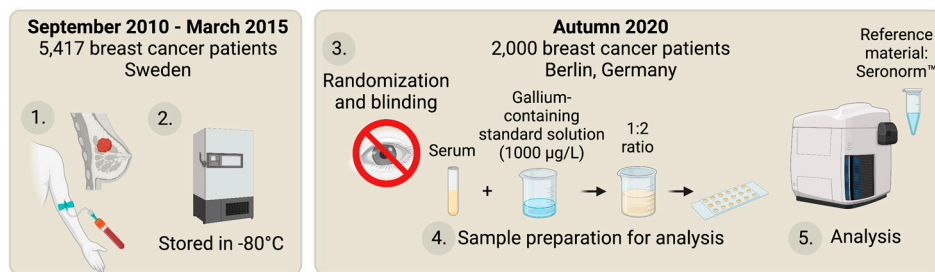 September 2010 - March 2015
5,417 breast cancer patients
Sweden
1.
2.
Stored in -80°C
Autumn 2020
2,000 breast cancer patients
Berlin, Germany
3.
Randomization
and blinding
Serum
+
Gallium-
containing
standard solution
(1000 µg/L)
1:2
ratio
4. Sample preparation for analysis
Reference
material:
Seronorm™
5. Analysis